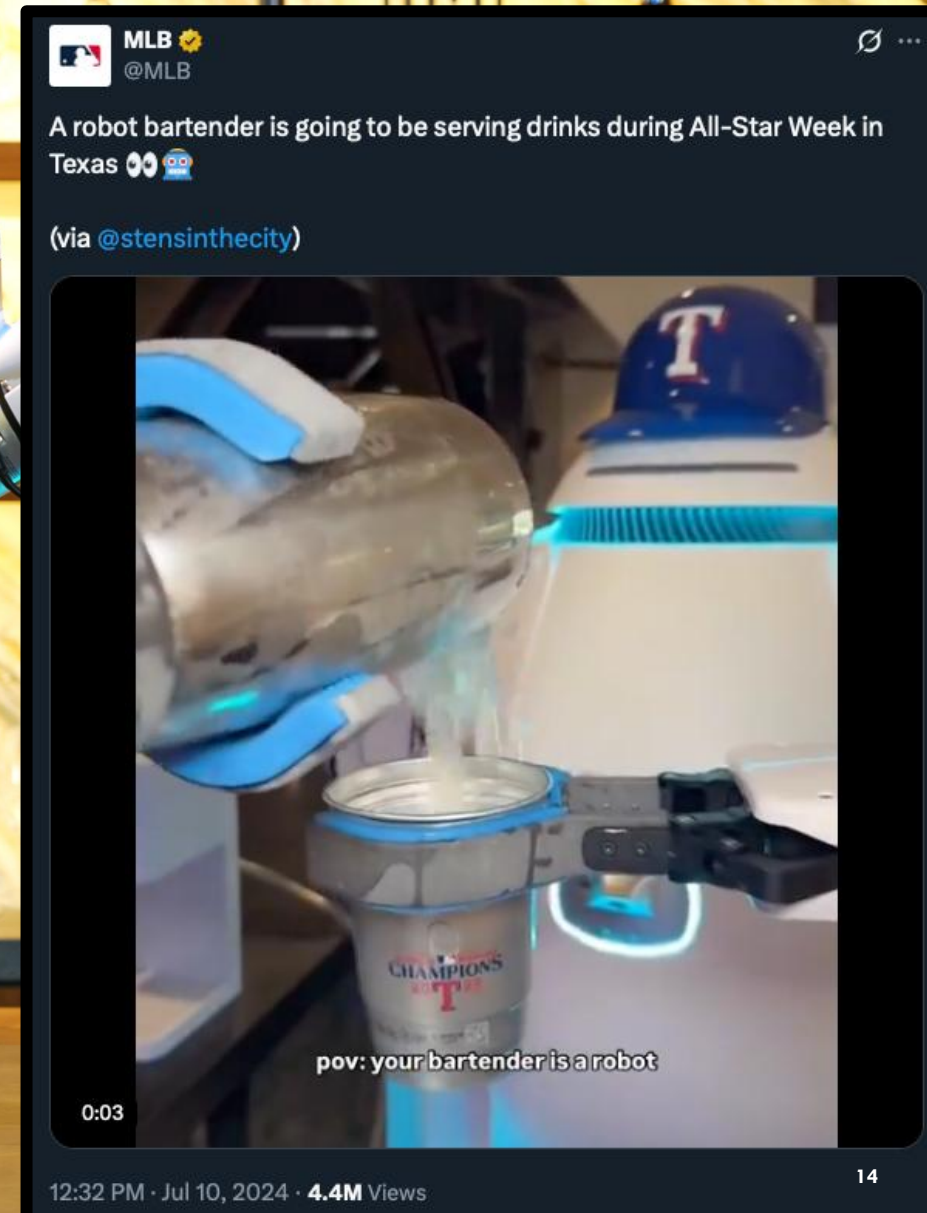 MLB
@MLB
A robot bartender is going to be serving drinks during All-Star Week in
Texas 👀🤖
(via @stensinthecity)
T
CHAMPIONS
T
pov: your bartender is a robot
0:03
14
12:32 PM · Jul 10, 2024 · 4.4M Views